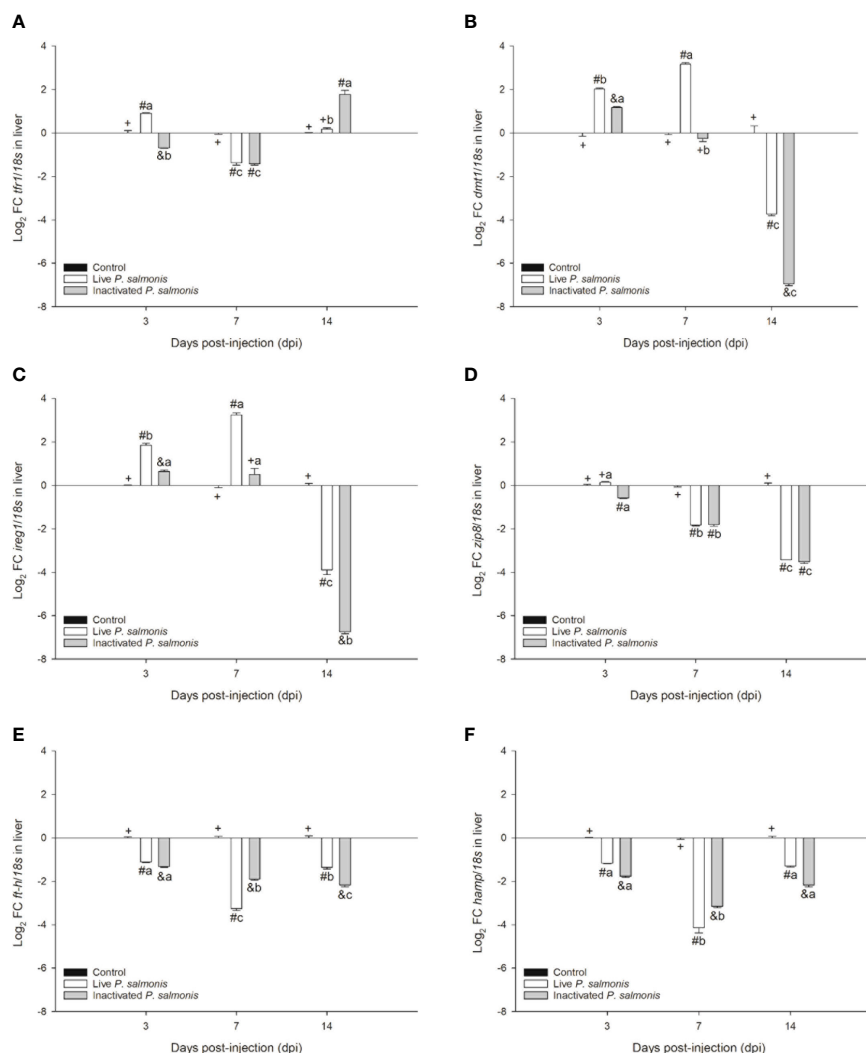 A
4
2
0
-2
-4
-6
-8
Log2 FC tfr1/18s in liver
+
#a
&b
+
#c
#c
+
+b
#a
Control
Live P. salmonis
Inactivated P. salmonis
3
7
14
Days post-injection (dpi)
B
4
2
0
-2
-4
-6
-8
Log2 FC dmt1/18s in liver
+
#b
&a
+
#a
+b
+
#c
&c
Control
Live P. salmonis
Inactivated P. salmonis
3
7
14
Days post-injection (dpi)
C
4
2
0
-2
-4
-6
-8
Log2 FC ireg1/18s in liver
+
#b
&a
+
#a
+a
+
#c
&b
Control
Live P. salmonis
Inactivated P. salmonis
3
7
14
Days post-injection (dpi)
D
4
2
0
-2
-4
-6
-8
Log2 FC zip8/18s in liver
+
+a
#a
+
#b
#b
+
#c
#c
Control
Live P. salmonis
Inactivated P. salmonis
3
7
14
Days post-injection (dpi)
E
4
2
0
-2
-4
-6
-8
Log2 FC ft-h/18s in liver
+
#a
&a
+
#c
&b
+
#b
&c
Control
Live P. salmonis
Inactivated P. salmonis
3
7
14
Days post-injection (dpi)
F
4
2
0
-2
-4
-6
-8
Log2 FC hamp/18s in liver
+
#a
&a
+
#b
&b
+
#a
&a
Control
Live P. salmonis
Inactivated P. salmonis
3
7
14
Days post-injection (dpi)